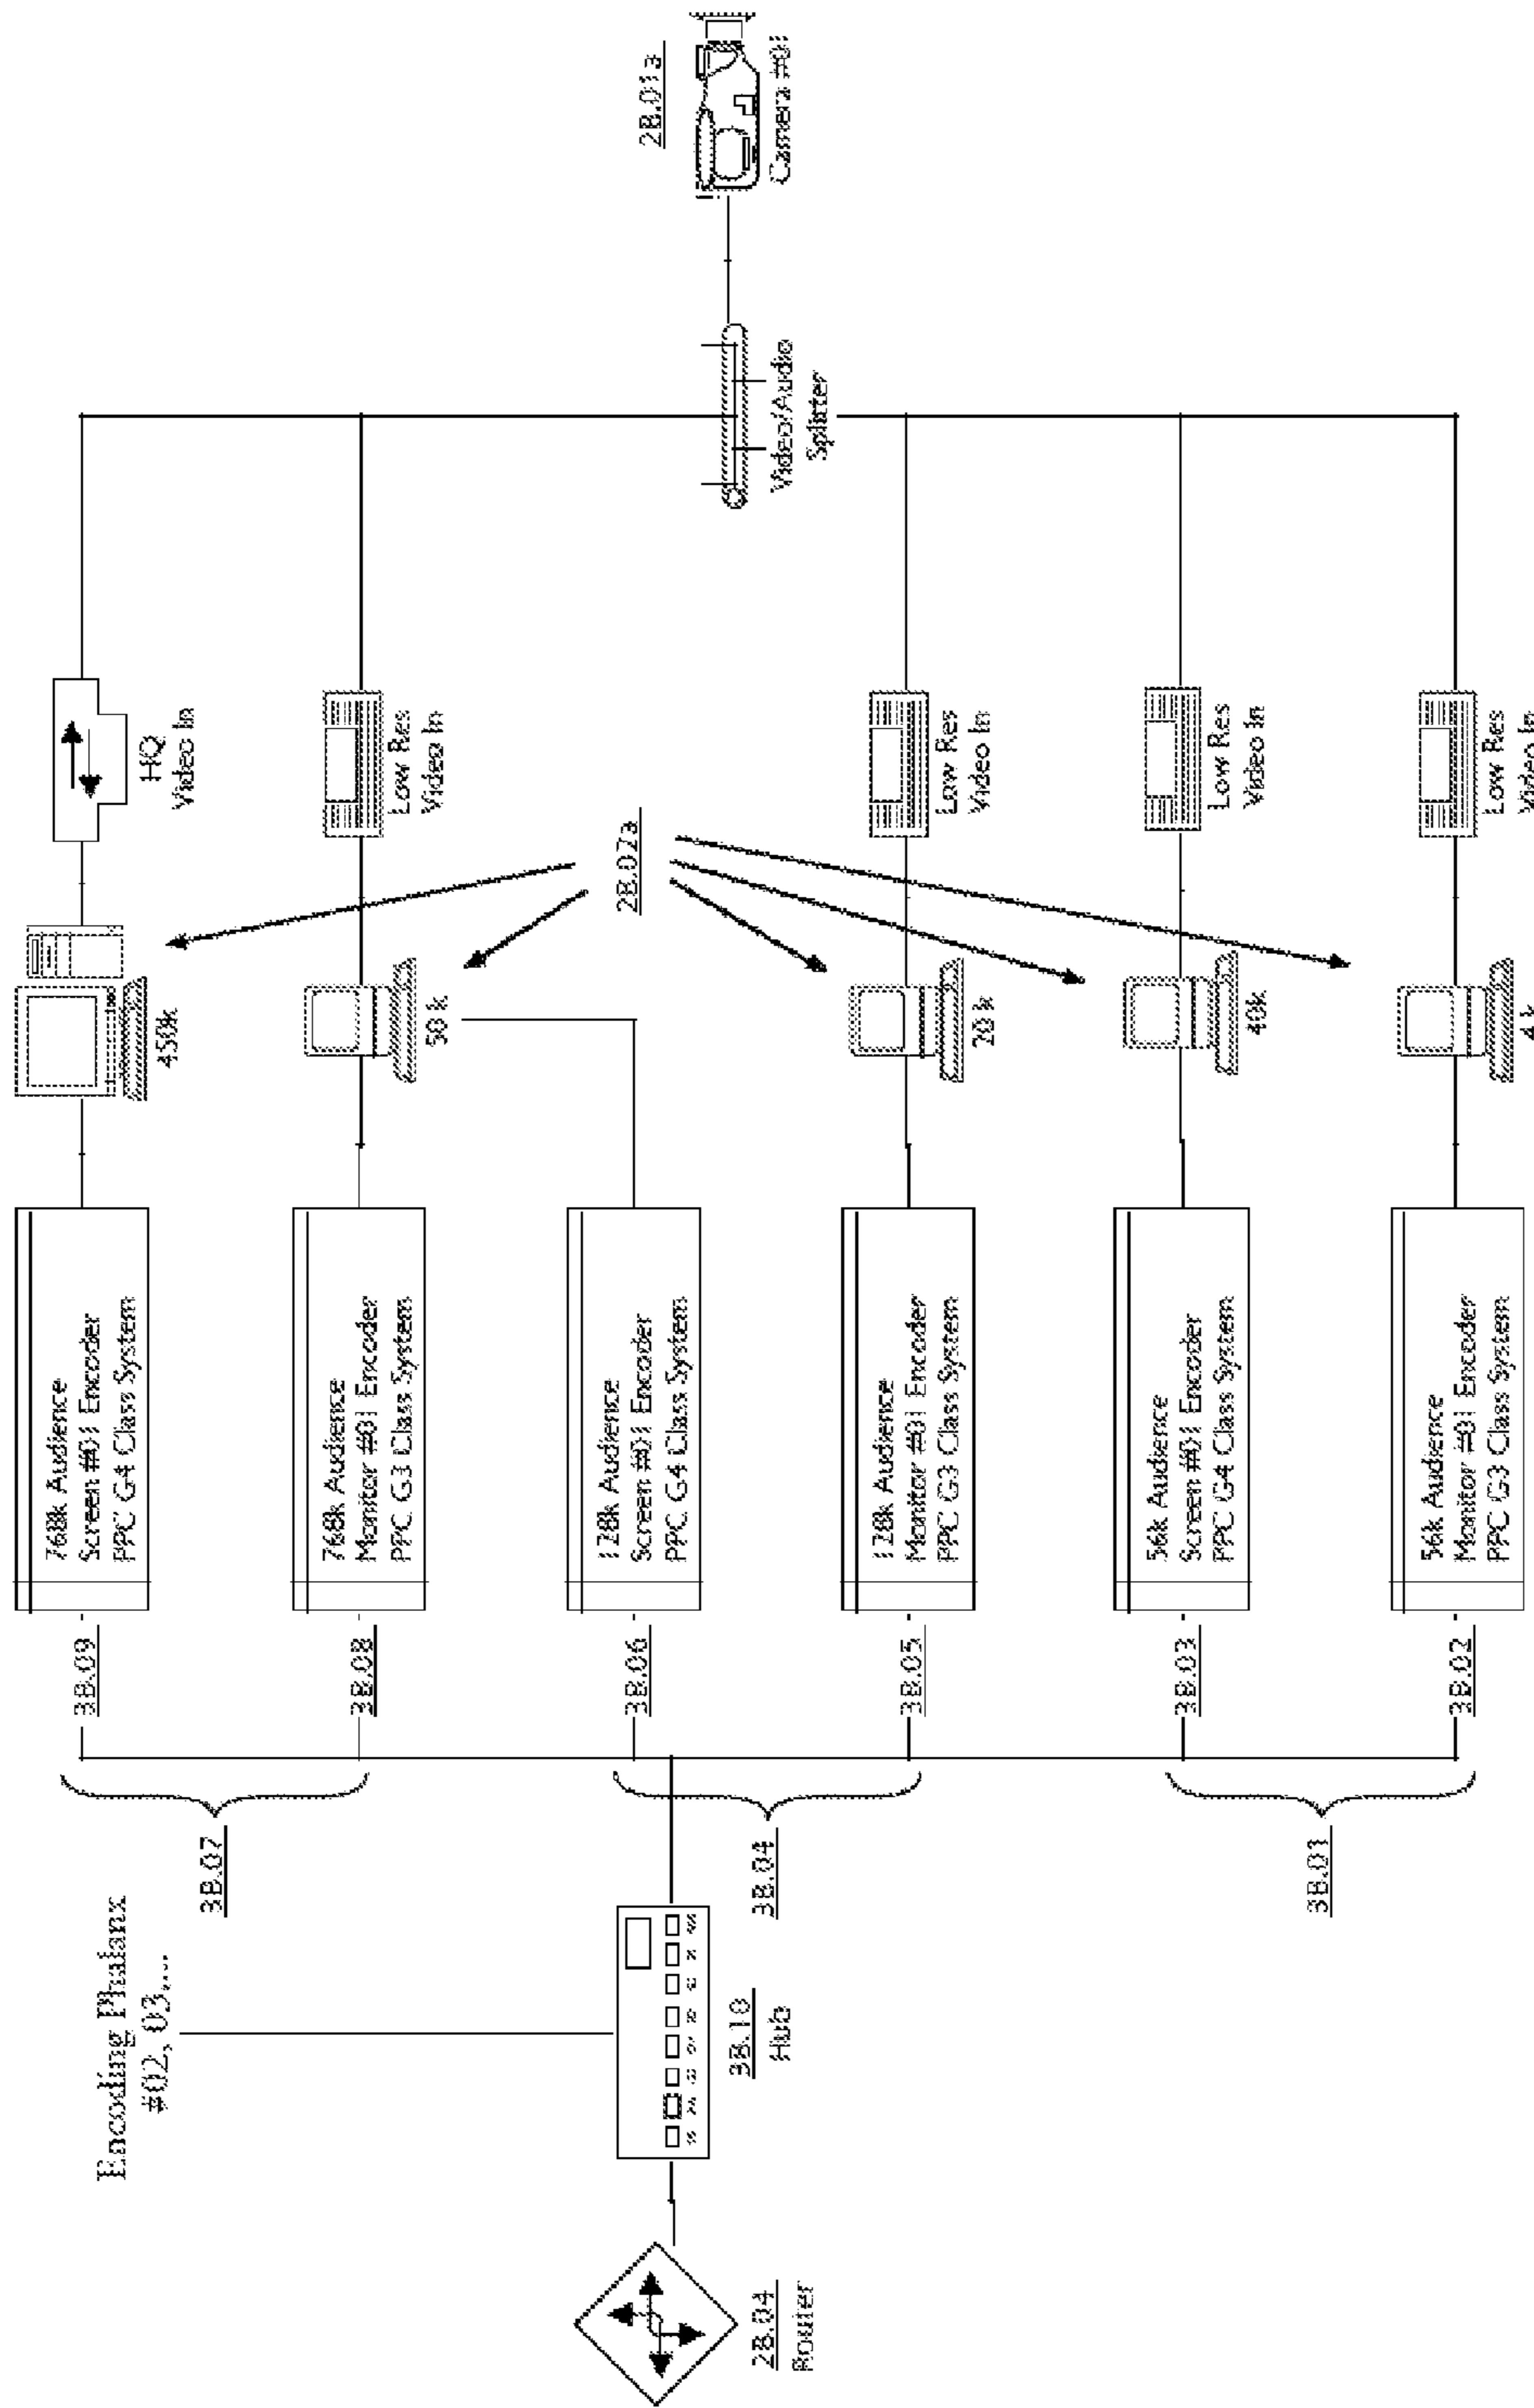 Encoding Phalanx
#02, 03...
2B.04
Router
3B.10
Hub
3B.07
3B.04
3B.01
3B.09
768k Audience
Screen #01 Encoder
PPC G4 Class System
450k
HQ
Video In
3B.08
768k Audience
Monitor #01 Encoder
PPC G3 Class System
50 k
Low Res
Video In
3B.06
128k Audience
Screen #01 Encoder
PPC G4 Class System
2B.02a
3B.05
128k Audience
Monitor #01 Encoder
PPC G3 Class System
20 k
Low Res
Video In
3B.03
56k Audience
Screen #01 Encoder
PPC G4 Class System
40k
Low Res
Video In
3B.02
56k Audience
Monitor #01 Encoder
PPC G3 Class System
4 k
Low Res
Video In
Video/Audio
Splitter
2B.01a
Camera #01